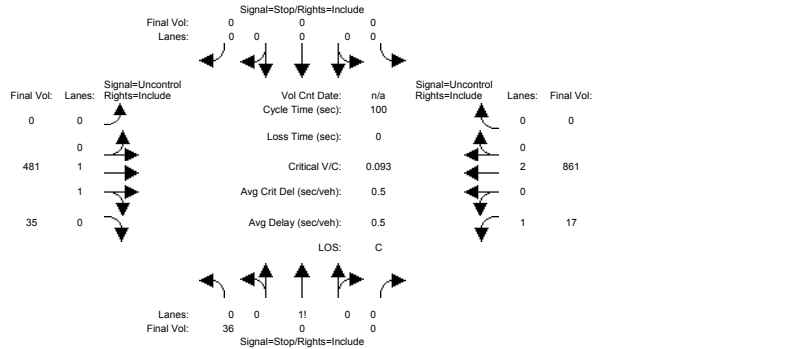 Signal=Stop/Rights=Include
Final Vol: 0 0 0
Lanes: 0 0 0 0 0
Signal=Uncontrol
Final Vol: Lanes: Rights=Include
Vol Cnt Date: n/a
Signal=Uncontrol
Rights=Include Lanes: Final Vol:
Cycle Time (sec): 100
0 0
0 0
Loss Time (sec): 0
0
0
481 1
Critical V/C: 0.093
2 861
1
Avg Crit Del (sec/veh): 0.5
0
35 0
Avg Delay (sec/veh): 0.5
1 17
LOS: C
Lanes: 0 0 1! 0 0
Final Vol: 36 0 0
Signal=Stop/Rights=Include